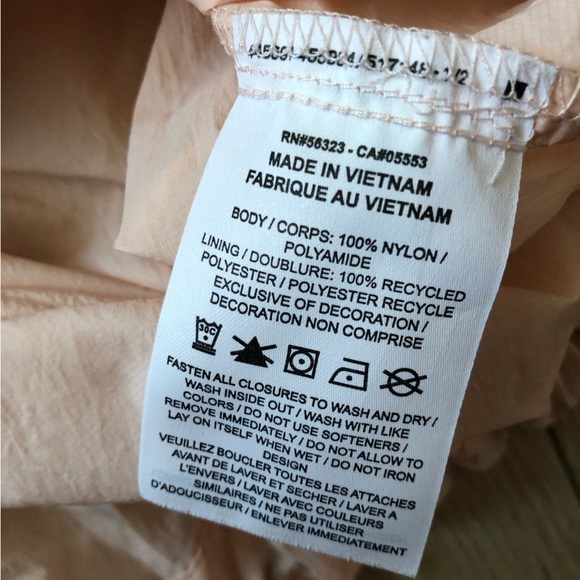 RN#56323 - CA#05553
MADE IN VIETNAM
FABRIQUE AU VIETNAM
BODY / CORPS: 100% NYLON /
POLYAMIDE
LINING / DOUBLURE: 100% RECYCLED
POLYESTER / POLYESTER RECYCLE
EXCLUSIVE OF DECORATION /
DECORATION NON COMPRISE
FASTEN ALL CLOSURES TO WASH AND DRY /
WASH INSIDE OUT / WASH WITH LIKE
COLORS / DO NOT USE SOFTENERS /
REMOVE IMMEDIATELY / DO NOT ALLOW TO
LAY ON ITSELF WHEN WET / DO NOT IRON
DESIGN
VEUILLEZ BOUCLER TOUTES LES ATTACHES
AVANT DE LAVER ET SECHER / LAVER A
L'ENVERS / LAVER AVEC COULEURS
SIMILAIRES / NE PAS UTILISER
D'ADOUCISSEUR / ENLEVER IMMEDIATEMENT